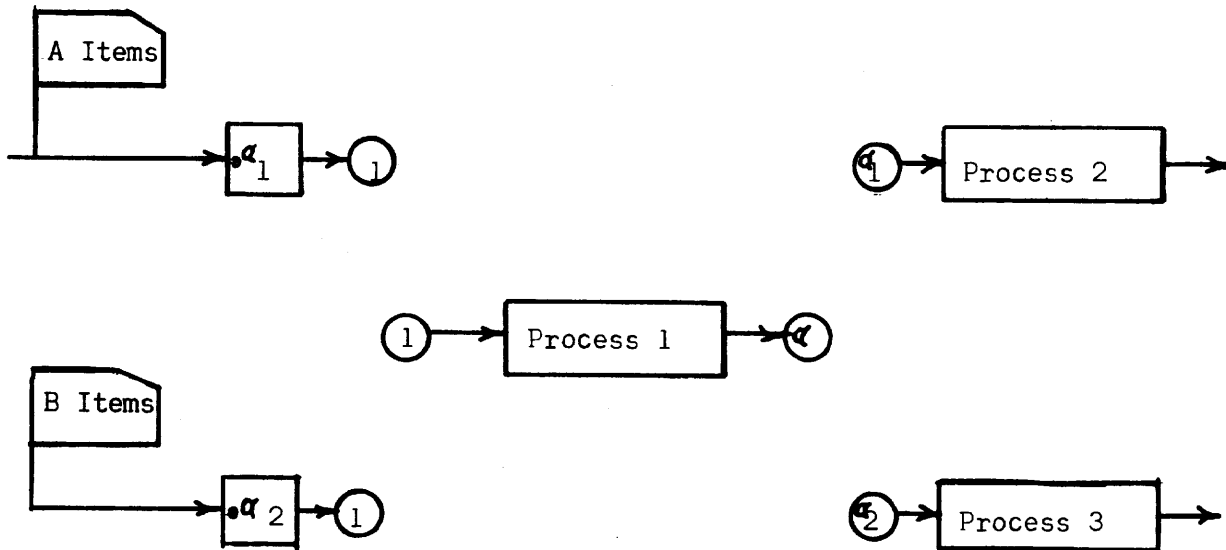 A Items
α1
1
α1
Process 2
1
Process 1
α
B Items
α2
1
α2
Process 3